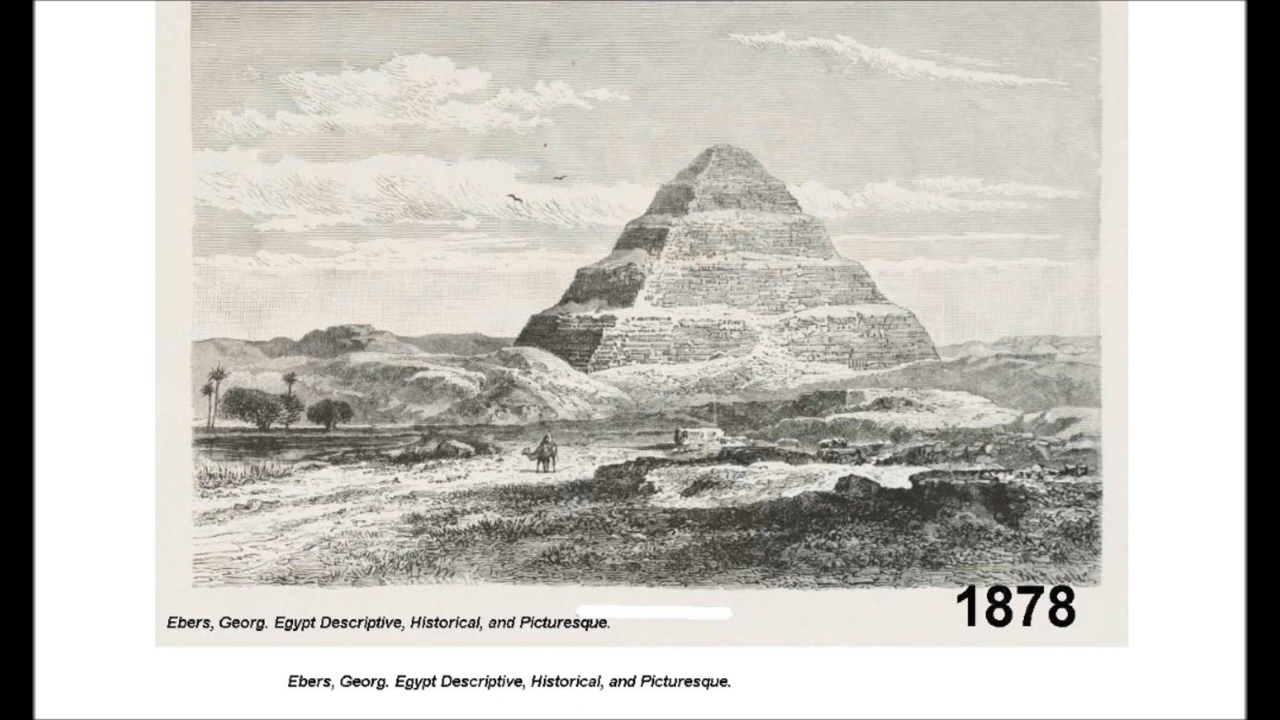 1878
Ebers, Georg. Egypt Descriptive, Historical, and Picturesque.
Ebers, Georg. Egypt Descriptive, Historical, and Picturesque.